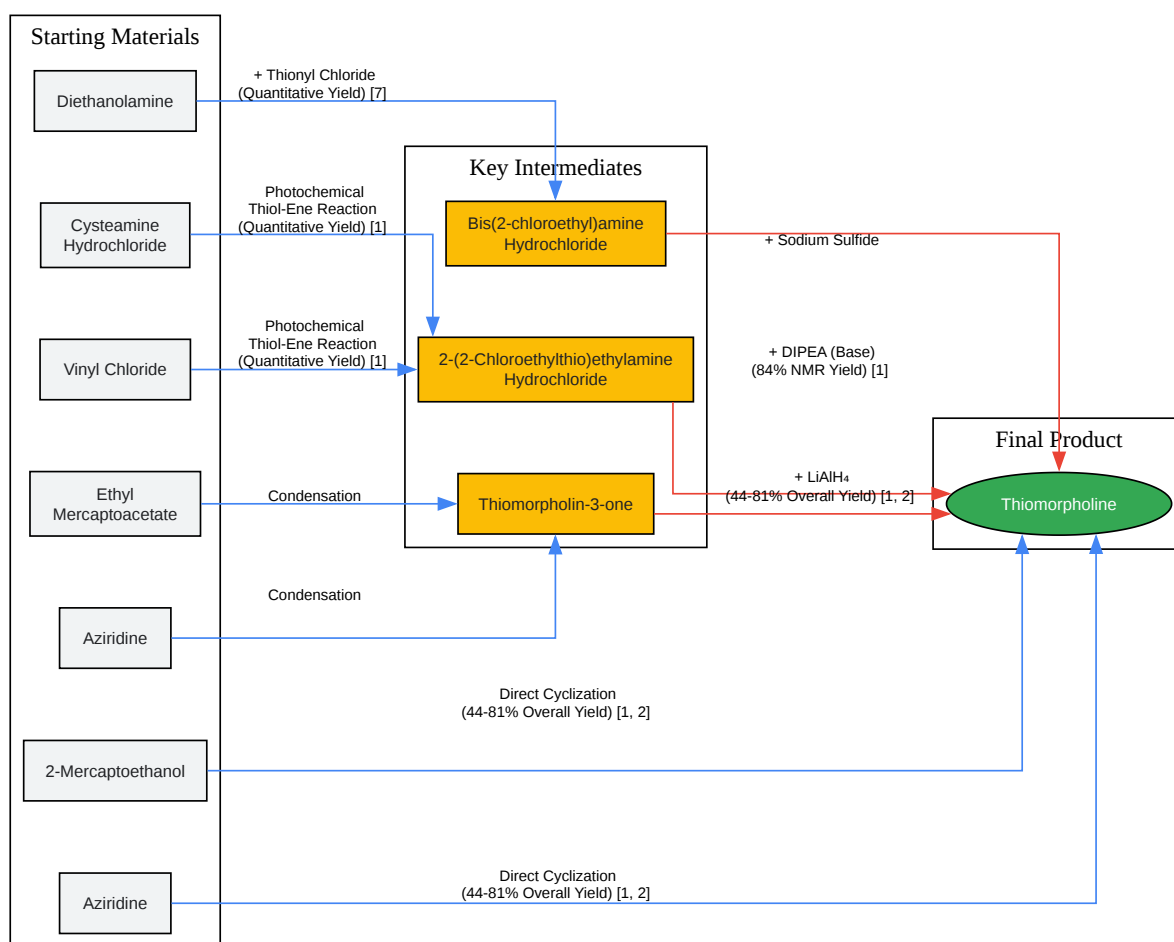 Starting Materials
Diethanolamine
+ Thionyl Chloride
(Quantitative Yield) [7]
Key Intermediates
Cysteamine
Hydrochloride
Photochemical
Thiol-Ene Reaction
(Quantitative Yield) [1]
Bis(2-chloroethyl)amine
Hydrochloride
+ Sodium Sulfide
Vinyl Chloride
Photochemical
Thiol-Ene Reaction
(Quantitative Yield) [1]
2-(2-Chloroethylthio)ethylamine
Hydrochloride
+ DIPEA (Base)
(84% NMR Yield) [1]
Final Product
Ethyl
Mercaptoacetate
Condensation
Thiomorpholin-3-one
+ LiAlH₄
(44-81% Overall Yield) [1, 2]
Thiomorpholine
Aziridine
Condensation
2-Mercaptoethanol
Direct Cyclization
(44-81% Overall Yield) [1, 2]
Aziridine
Direct Cyclization
(44-81% Overall Yield) [1, 2]